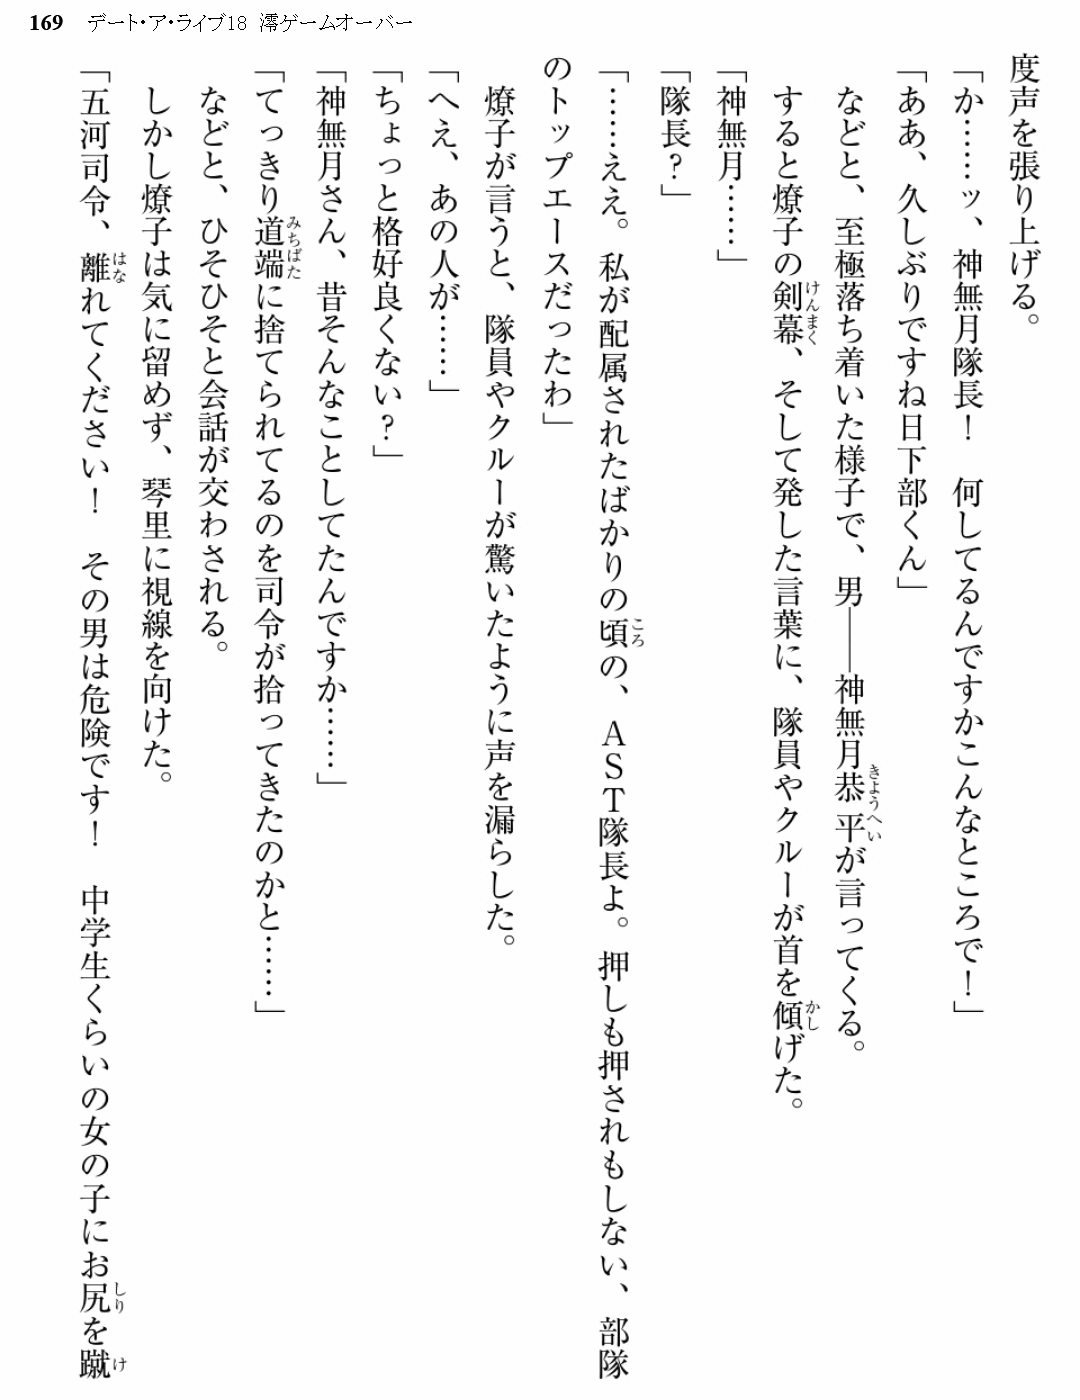 169 デート・ア・ライブ18 澪ゲームオーバー
度声を張り上げる。
「か……ッ、神無月隊長！　何してるんですかこんなところで！」
「ああ、久しぶりですね日下部くん」
などと、至極落ち着いた様子で、男――神無月恭平が言ってくる。
すると燎子の剣幕、そして発した言葉に、隊員やクルーが首を傾げた。
「神無月……」
「隊長？」
「……ええ。私が配属されたばかりの頃の、ＡＳＴ隊長よ。押しも押されもしない、部隊
のトップエースだったわ」
燎子が言うと、隊員やクルーが驚いたように声を漏らした。
「へえ、あの人が……」
「ちょっと格好良くない？」
「神無月さん、昔そんなことしてたんですか……」
「てっきり道端に捨てられてるのを司令が拾ってきたのかと……」
などと、ひそひそと会話が交わされる。
しかし燎子は気に留めず、琴里に視線を向けた。
「五河司令、離れてください！　その男は危険です！　中学生くらいの女の子にお尻を蹴